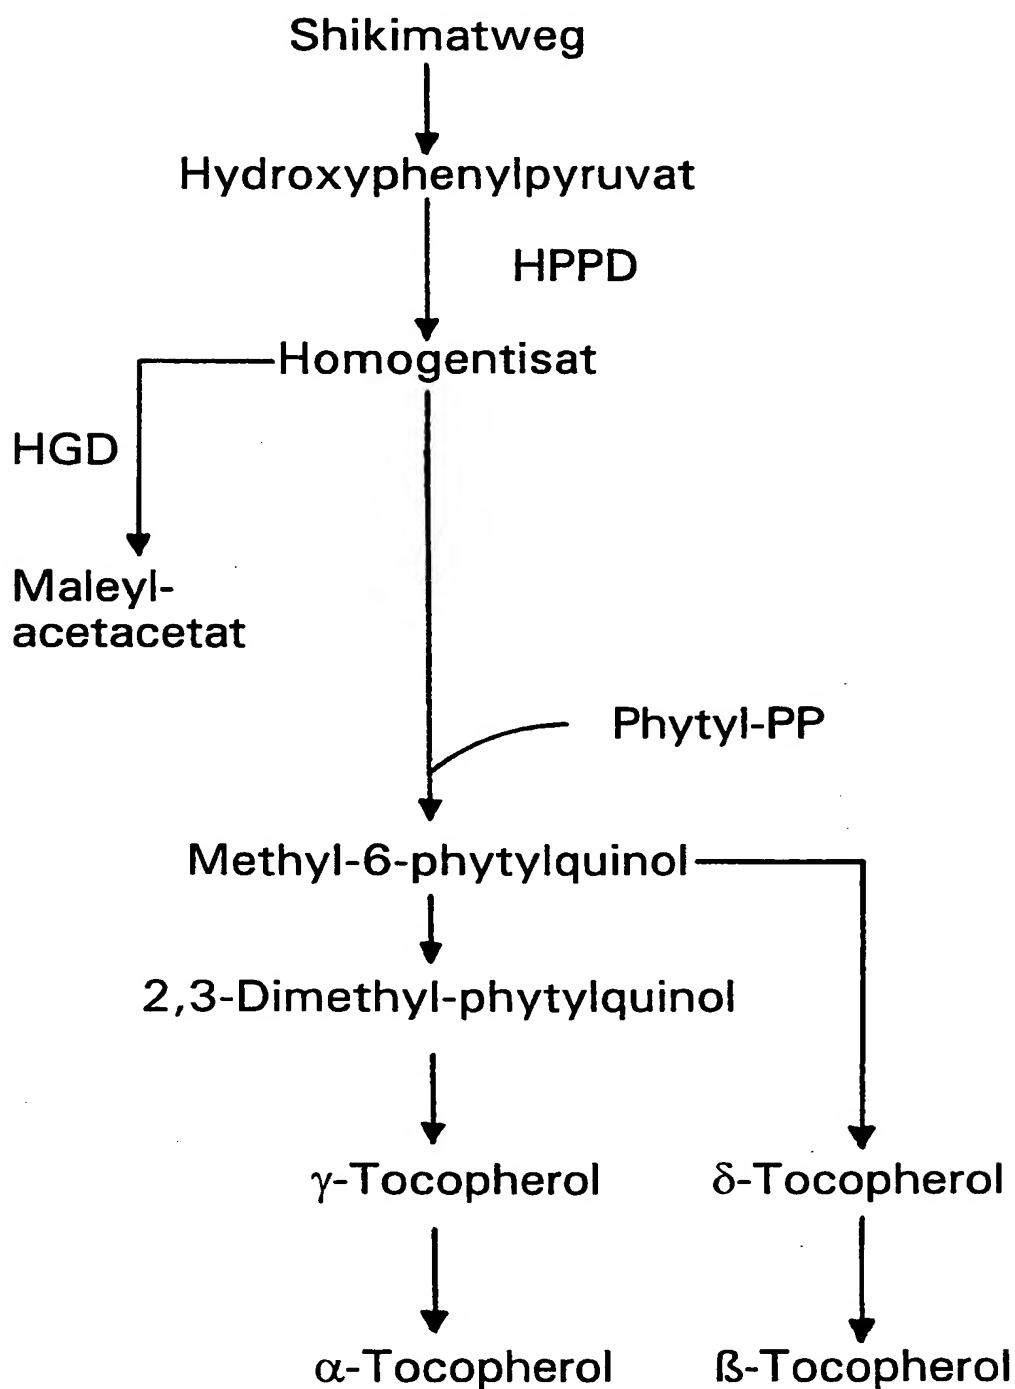 Shikimatweg
Hydroxyphenylpyruvat
HPPD
Homogentisat
HGD
Maleyl-
acetacetat
Phytyl-PP
Methyl-6-phytylquinol
2,3-Dimethyl-phytylquinol
γ-Tocopherol
δ-Tocopherol
α-Tocopherol
ß-Tocopherol